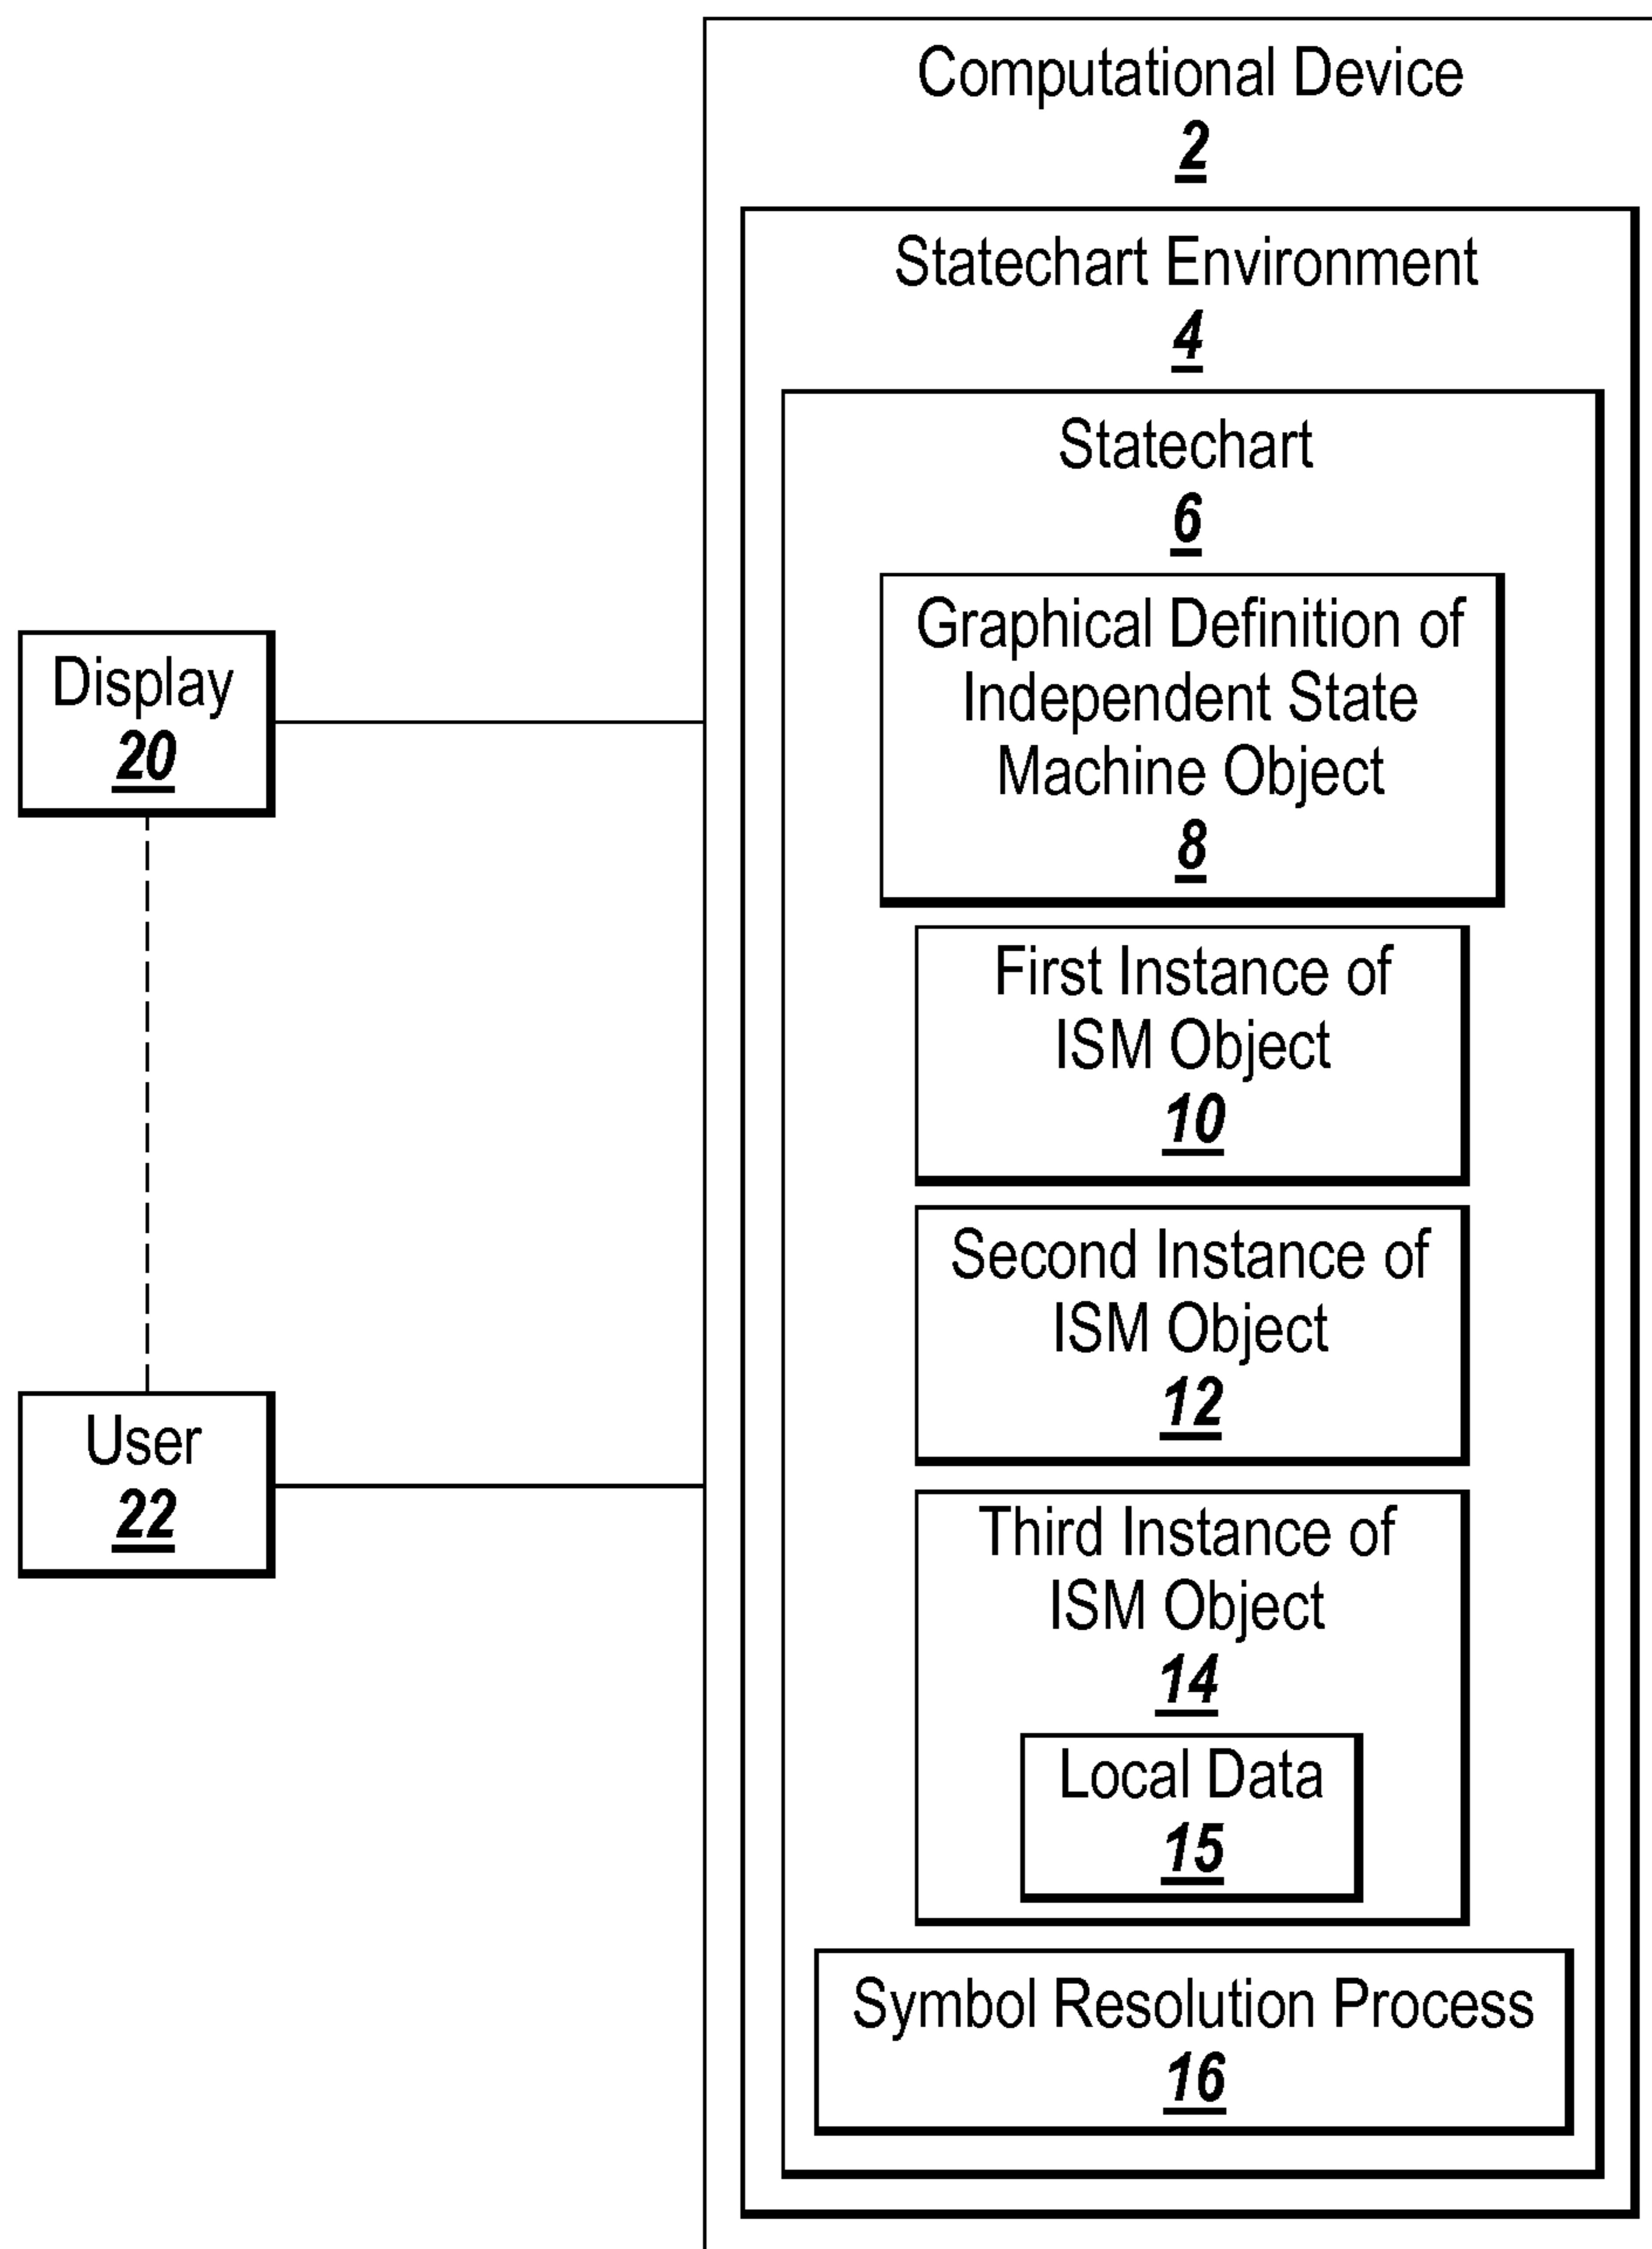 Computational Device
2
Statechart Environment
4
Statechart
6
Graphical Definition of
Independent State
Machine Object
8
First Instance of
ISM Object
10
Second Instance of
ISM Object
12
Third Instance of
ISM Object
14
Local Data
15
Symbol Resolution Process
16
Display
20
User
22